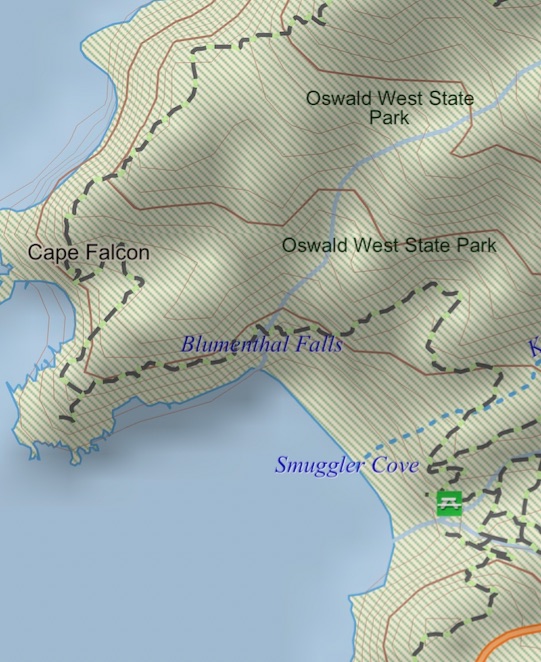 Oswald West State
Park
Cape Falcon
Oswald West State Park
Blumenthal Falls
K
Smuggler Cove